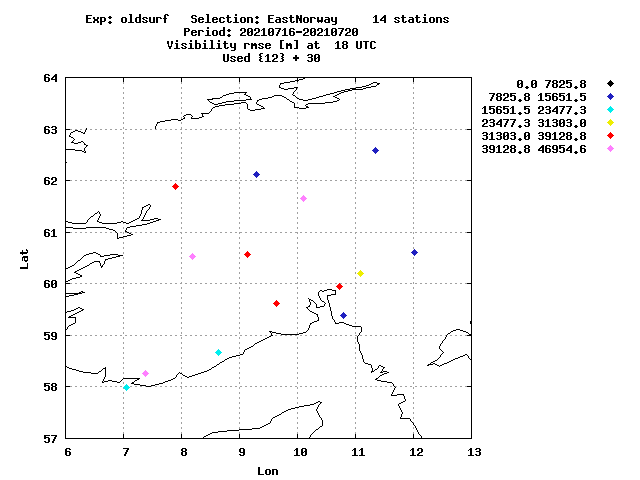 Exp: oldsurf   Selection: EastNorway     14 stations
Period: 20210716-20210720
Visibility rmse [m] at  18 UTC
Used {12} + 30
0.0 7825.8
7825.8 15651.5
15651.5 23477.3
23477.3 31303.0
31303.0 39128.8
39128.8 46954.6
64
63
62
61
60
59
58
57
Lat
6 7 8 9 10 11 12 13
Lon